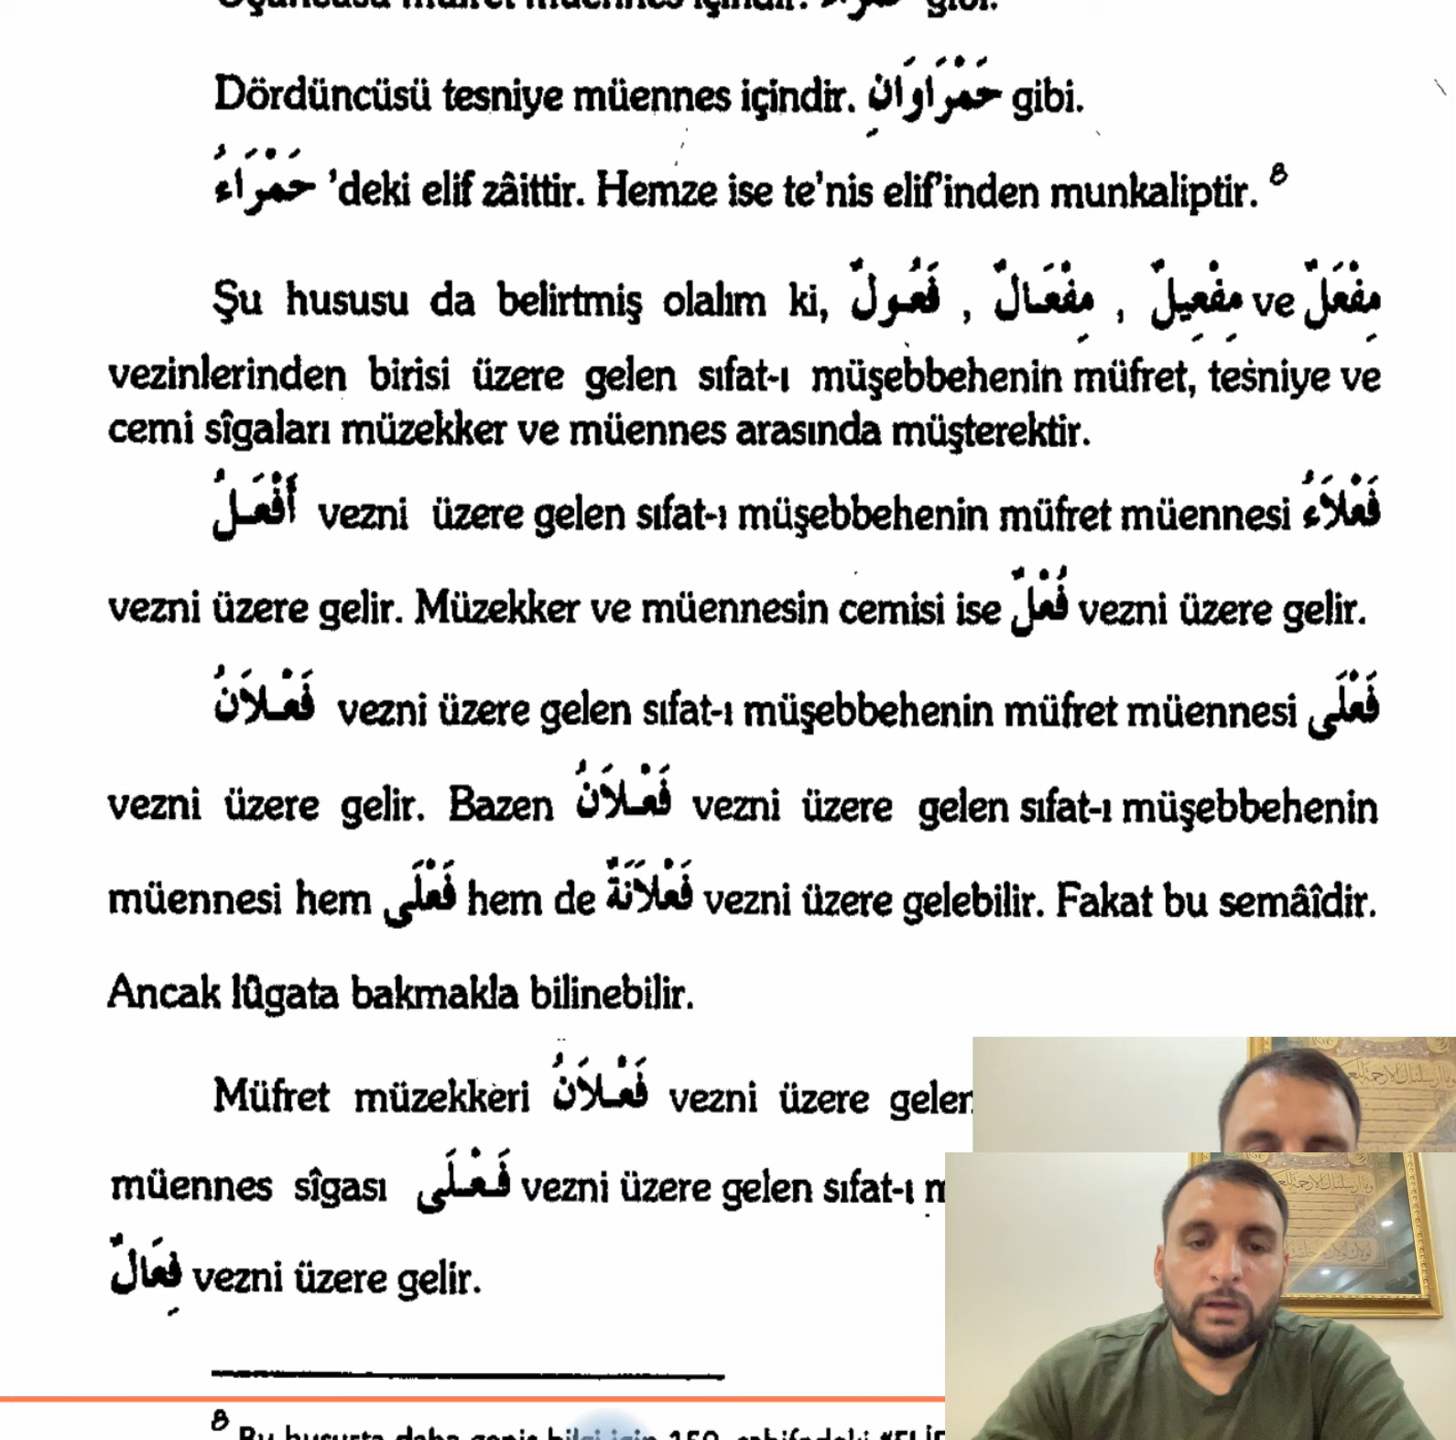 gibi.
Dördüncüsü tesniye müennes içindir. حَمْرَاوَانِ gibi.
حَمْرَاءُ 'deki elif zâittir. Hemze ise te'nis elif'inden munkaliptir. 8
Şu hususu da belirtmiş olalım ki, فَعُولٌ , مِفْعَالٌ , مِفْعِيلٌ ve مِفْعَلٌ
vezinlerinden birisi üzere gelen sıfat-ı müşebbehenin müfret, tesniye ve
cemi sîgaları müzekker ve müennes arasında müşterektir.
أَفْعَلُ vezni üzere gelen sıfat-ı müşebbehenin müfret müennesi فَعْلَاءُ
vezni üzere gelir. Müzekker ve müennesin cemisi ise فُعْلٌ vezni üzere gelir.
فَعْلَانُ vezni üzere gelen sıfat-ı müşebbehenin müfret müennesi فَعْلَى
vezni üzere gelir. Bazen فَعْلَانُ vezni üzere gelen sıfat-ı müşebbehenin
müennesi hem فَعْلَى hem de فَعْلَانَةٌ vezni üzere gelebilir. Fakat bu semâîdir.
Ancak lûgata bakmakla bilinebilir.
Müfret müzekkeri فَعْلَانُ vezni üzere gelen
müennes sîgası فَعْلَى vezni üzere gelen sıfat-ı
فِعَالٌ vezni üzere gelir.
8